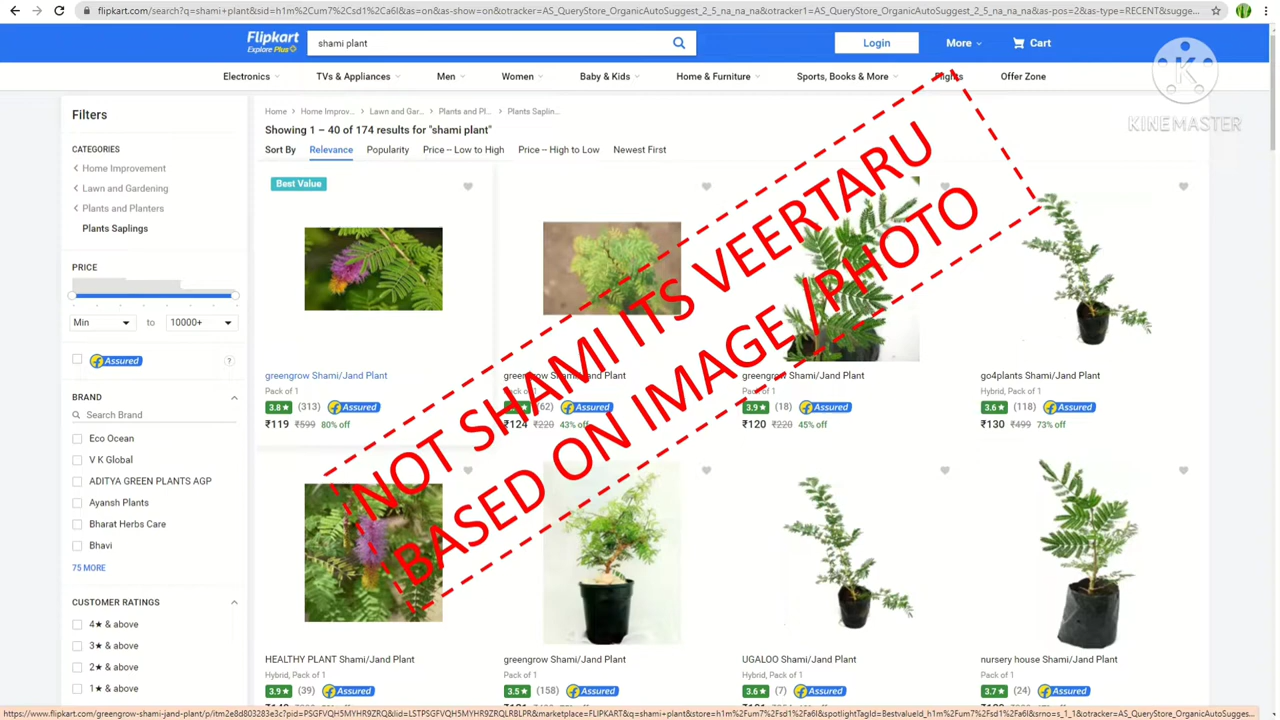 flipkart.com/search?q=shami+plant&sid=h1m%2Cum7%2Csd1%2Ca6l&as=on&as-show=on&otracker=AS_QueryStore_OrganicAutoSuggest_2_5_na_na_na&otracker1=AS_QueryStore_OrganicAutoSuggest_2_5_na_na_na&as-pos=2&as-type=RECENT&sugge...
Flipkart
Explore Plus
shami plant
Login
More
Cart
KINEMASTER
Electronics
TVs & Appliances
Men
Women
Baby & Kids
Home & Furniture
Sports, Books & More
Flights
Offer Zone
Filters
CATEGORIES
Home Improvement
Lawn and Gardening
Plants and Planters
Plants Saplings
PRICE
Min
to
10000+
Assured
?
BRAND
Search Brand
Eco Ocean
V K Global
ADITYA GREEN PLANTS AGP
Ayansh Plants
Bharat Herbs Care
Bhavi
75 MORE
CUSTOMER RATINGS
4★ & above
3★ & above
2★ & above
1★ & above
Home > Home Improv... > Lawn and Gar... > Plants and Pl... > Plants Saplin...
Showing 1 – 40 of 174 results for "shami plant"
Sort By Relevance Popularity Price -- Low to High Price -- High to Low Newest First
NOT SHAMI ITS VEERTARU
BASED ON IMAGE /PHOTO
Best Value
greengrow Shami/Jand Plant
Pack of 1
3.8★ (313) Assured
₹119 ₹599 80% off
greengrow Shami/Jand Plant
Pack of 1
(62) Assured
₹124 ₹220 43% off
greengrow Shami/Jand Plant
Pack of 1
3.9★ (18) Assured
₹120 ₹220 45% off
go4plants Shami/Jand Plant
Hybrid, Pack of 1
3.6★ (118) Assured
₹130 ₹499 73% off
HEALTHY PLANT Shami/Jand Plant
Hybrid, Pack of 1
3.9★ (39) Assured
greengrow Shami/Jand Plant
Pack of 1
3.5★ (158) Assured
UGALOO Shami/Jand Plant
Hybrid, Pack of 1
3.6★ (7) Assured
nursery house Shami/Jand Plant
Pack of 1
3.7★ (24) Assured